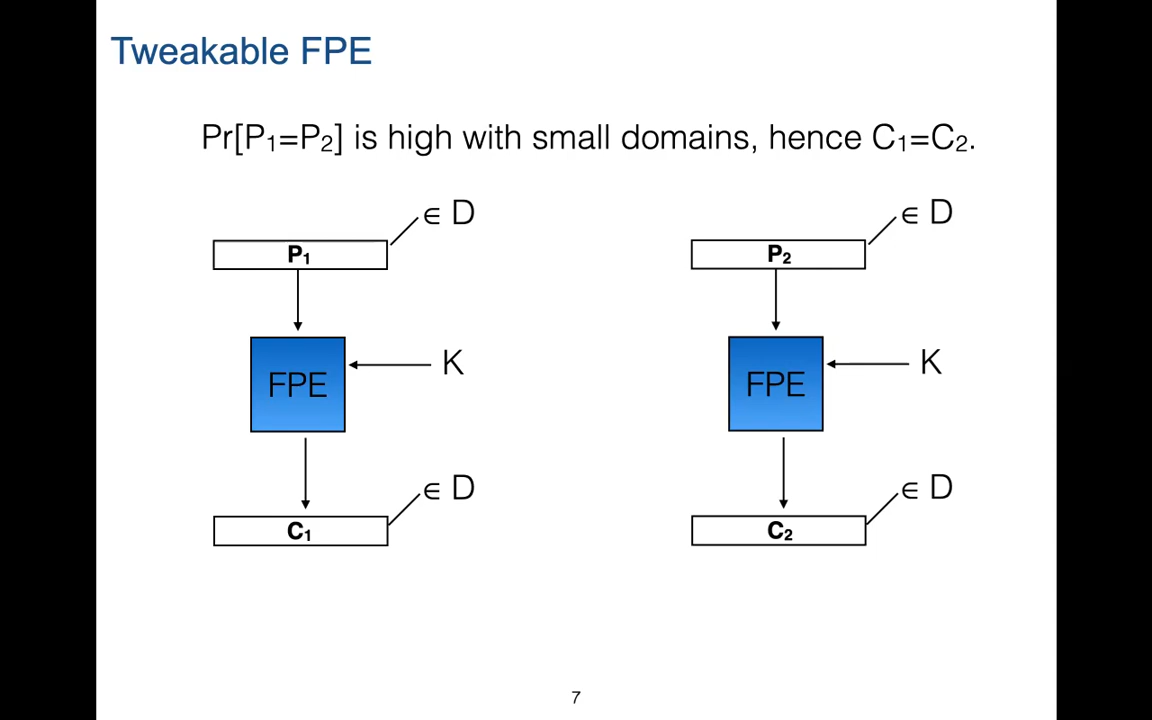 Tweakable FPE
Pr[P₁=P₂] is high with small domains, hence C₁=C₂.
∈ D
∈ D
P₁
P₂
FPE
K
FPE
K
∈ D
∈ D
C₁
C₂
7